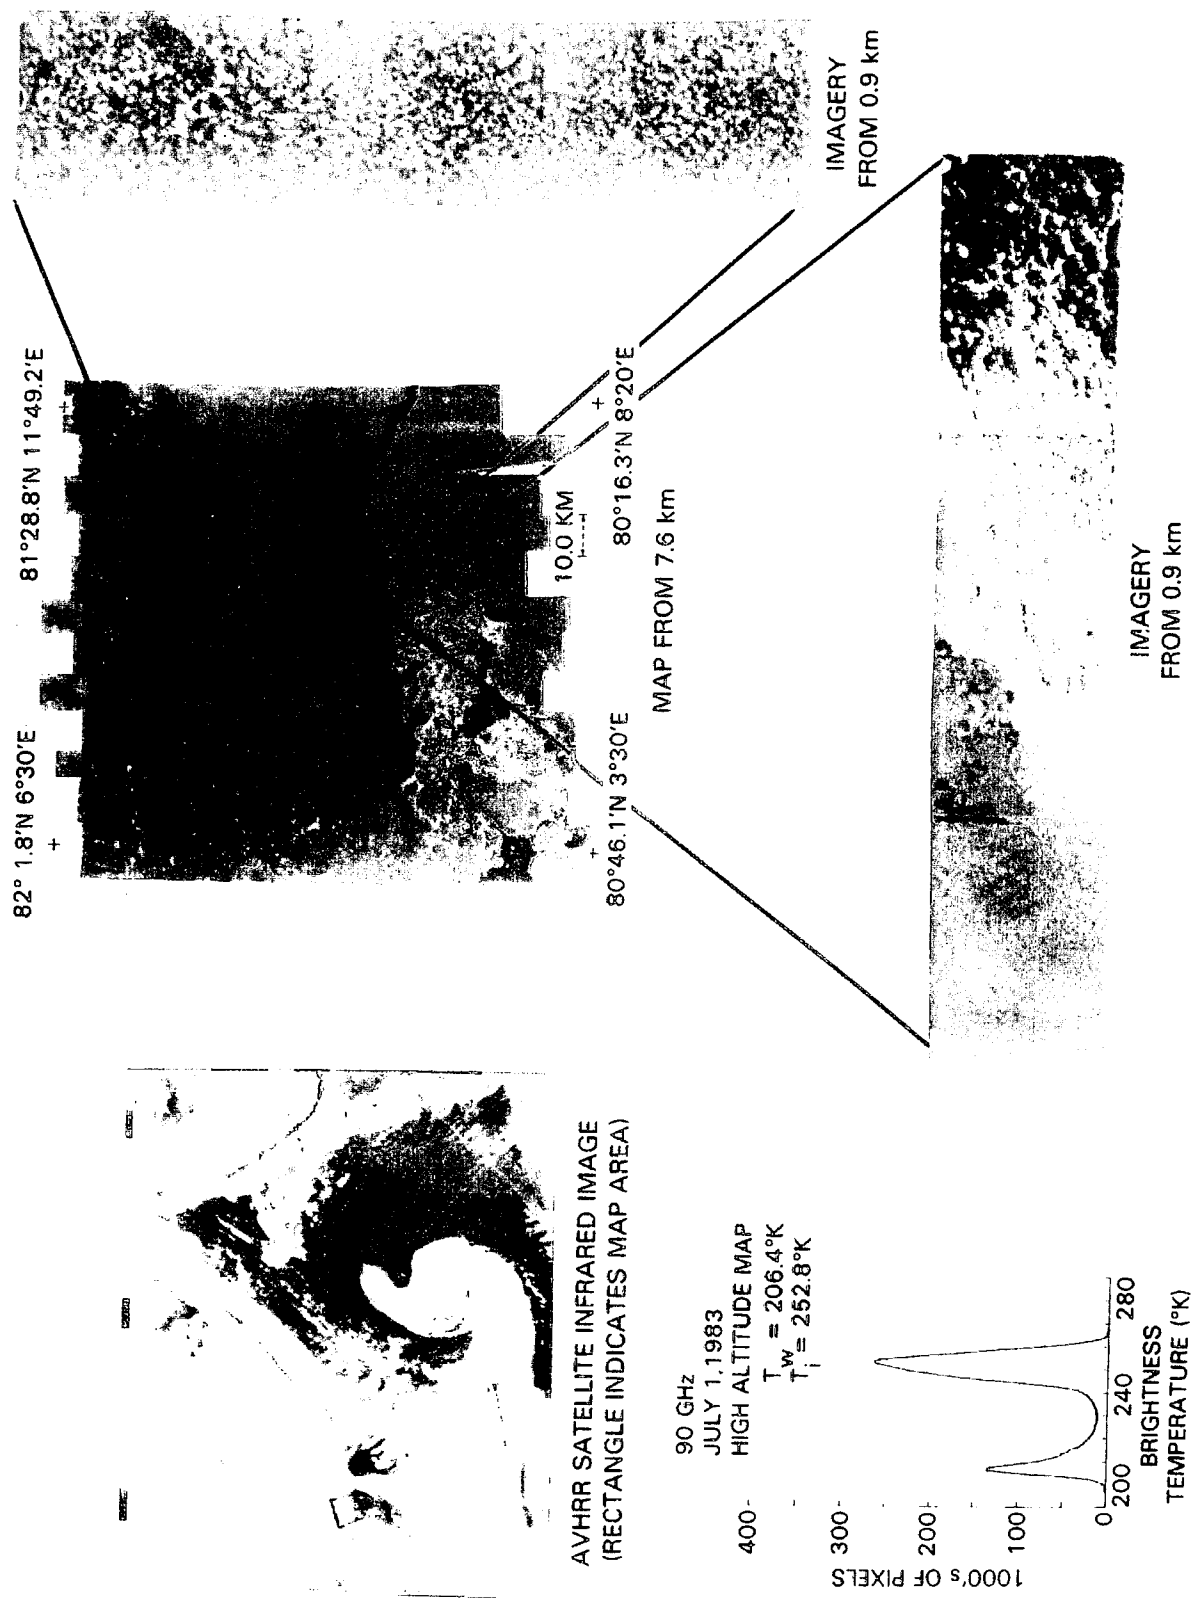 82° 1.8'N 6°30'E
81°28.8'N 11°49.2'E
10.0 KM
80°46.1'N 3°30'E
80°16.3'N 8°20'E
MAP FROM 7.6 km
IMAGERY
FROM 0.9 km
IMAGERY
FROM 0.9 km
AVHRR SATELLITE INFRARED IMAGE
(RECTANGLE INDICATES MAP AREA)
90 GHz
JULY 1,1983
HIGH ALTITUDE MAP
Tw = 206.4°K
Ti = 252.8°K
400
300
200
100
0
1000's OF PIXELS
200
240
280
BRIGHTNESS
TEMPERATURE (°K)